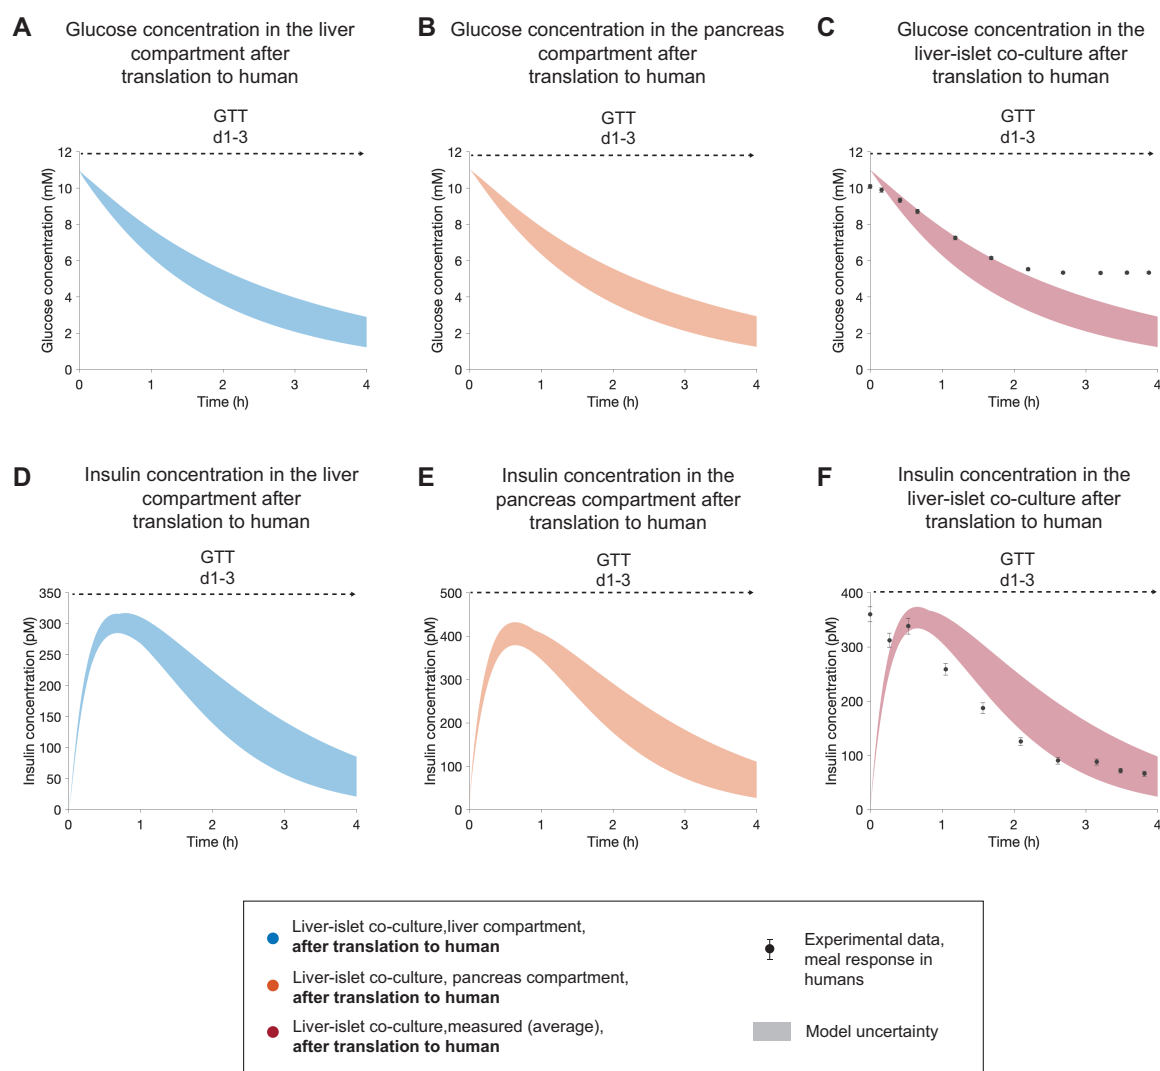 A
Glucose concentration in the liver
compartment after
translation to human
GTT
d1-3
12
10
8
6
4
2
0
Glucose concentration (mM)
0
1
2
3
4
Time (h)
B
Glucose concentration in the pancreas
compartment after
translation to human
GTT
d1-3
12
10
8
6
4
2
0
Glucose concentration (mM)
0
1
2
3
4
Time (h)
C
Glucose concentration in the
liver-islet co-culture after
translation to human
GTT
d1-3
12
10
8
6
4
2
0
Glucose concentration (mM)
0
1
2
3
4
Time (h)
D
Insulin concentration in the liver
compartment after
translation to human
GTT
d1-3
350
300
250
200
150
100
50
0
Insulin concentration (pM)
0
1
2
3
4
Time (h)
E
Insulin concentration in the
pancreas compartment after
translation to human
GTT
d1-3
500
400
300
200
100
0
Insulin concentration (pM)
0
1
2
3
4
Time (h)
F
Insulin concentration in the
liver-islet co-culture after
translation to human
GTT
d1-3
400
300
200
100
0
Insulin concentration (pM)
0
1
2
3
4
Time (h)
Liver-islet co-culture,liver compartment,
after translation to human
Liver-islet co-culture, pancreas compartment,
after translation to human
Liver-islet co-culture,measured (average),
after translation to human
Experimental data,
meal response in
humans
Model uncertainty